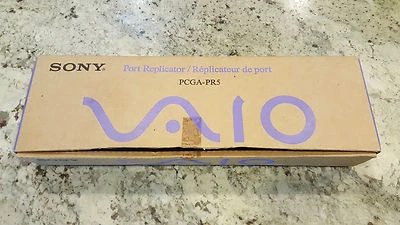 SONY Port Replicator / Réplicateur de port
PCGA-PR5
VAIO